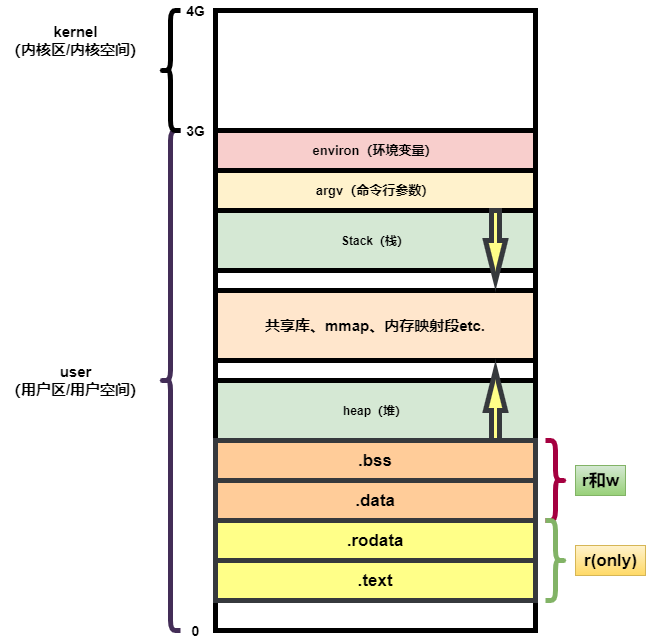 4G
kernel
(内核区/内核空间)
3G
environ（环境变量）
argv（命令行参数）
Stack（栈）
共享库、mmap、内存映射段etc.
user
(用户区/用户空间)
heap（堆）
.bss
r和w
.data
.rodata
r(only)
.text
0